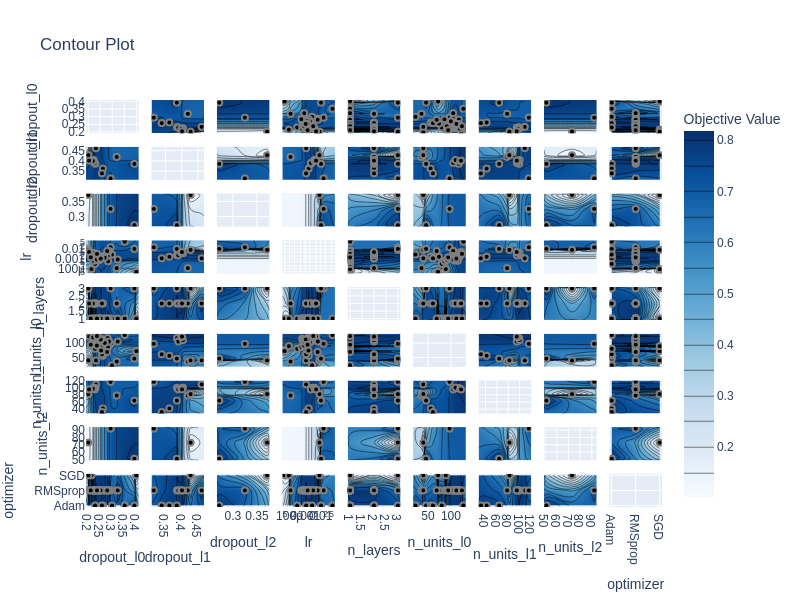 Contour Plot
Objective Value
0.8
0.7
0.6
0.5
0.4
0.3
0.2
dropout_l0
0.4
0.35
0.3
0.25
0.2
0.45
0.4
0.35
0.35
0.3
lr
0.01
0.001
n_layers
3
2.5
2
1
100
50
120
100
80
60
40
n_units_l2
90
80
70
60
50
optimizer
SGD
RMSprop
Adam
0.2
0.25
0.3
0.35
0.4
dropout_l0
0.35
0.4
0.45
dropout_l1
0.3
0.35
dropout_l2
lr
1
1.5
2
2.5
3
n_layers
50
100
n_units_l0
40
60
80
100
120
n_units_l1
50
60
70
80
90
n_units_l2
Adam
RMSprop
SGD
optimizer